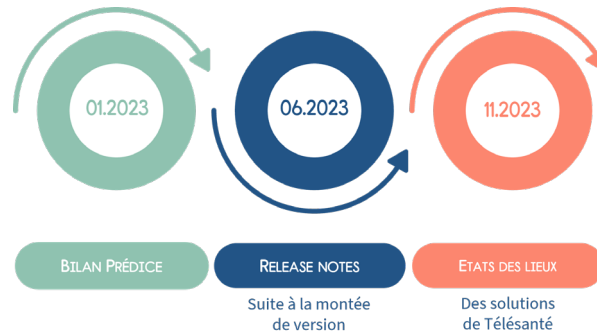 01.2023
06.2023
11.2023
BILAN PRÉDICE
RELEASE NOTES
ETATS DES LIEUX
Suite à la montée
de version
Des solutions
de Télésanté